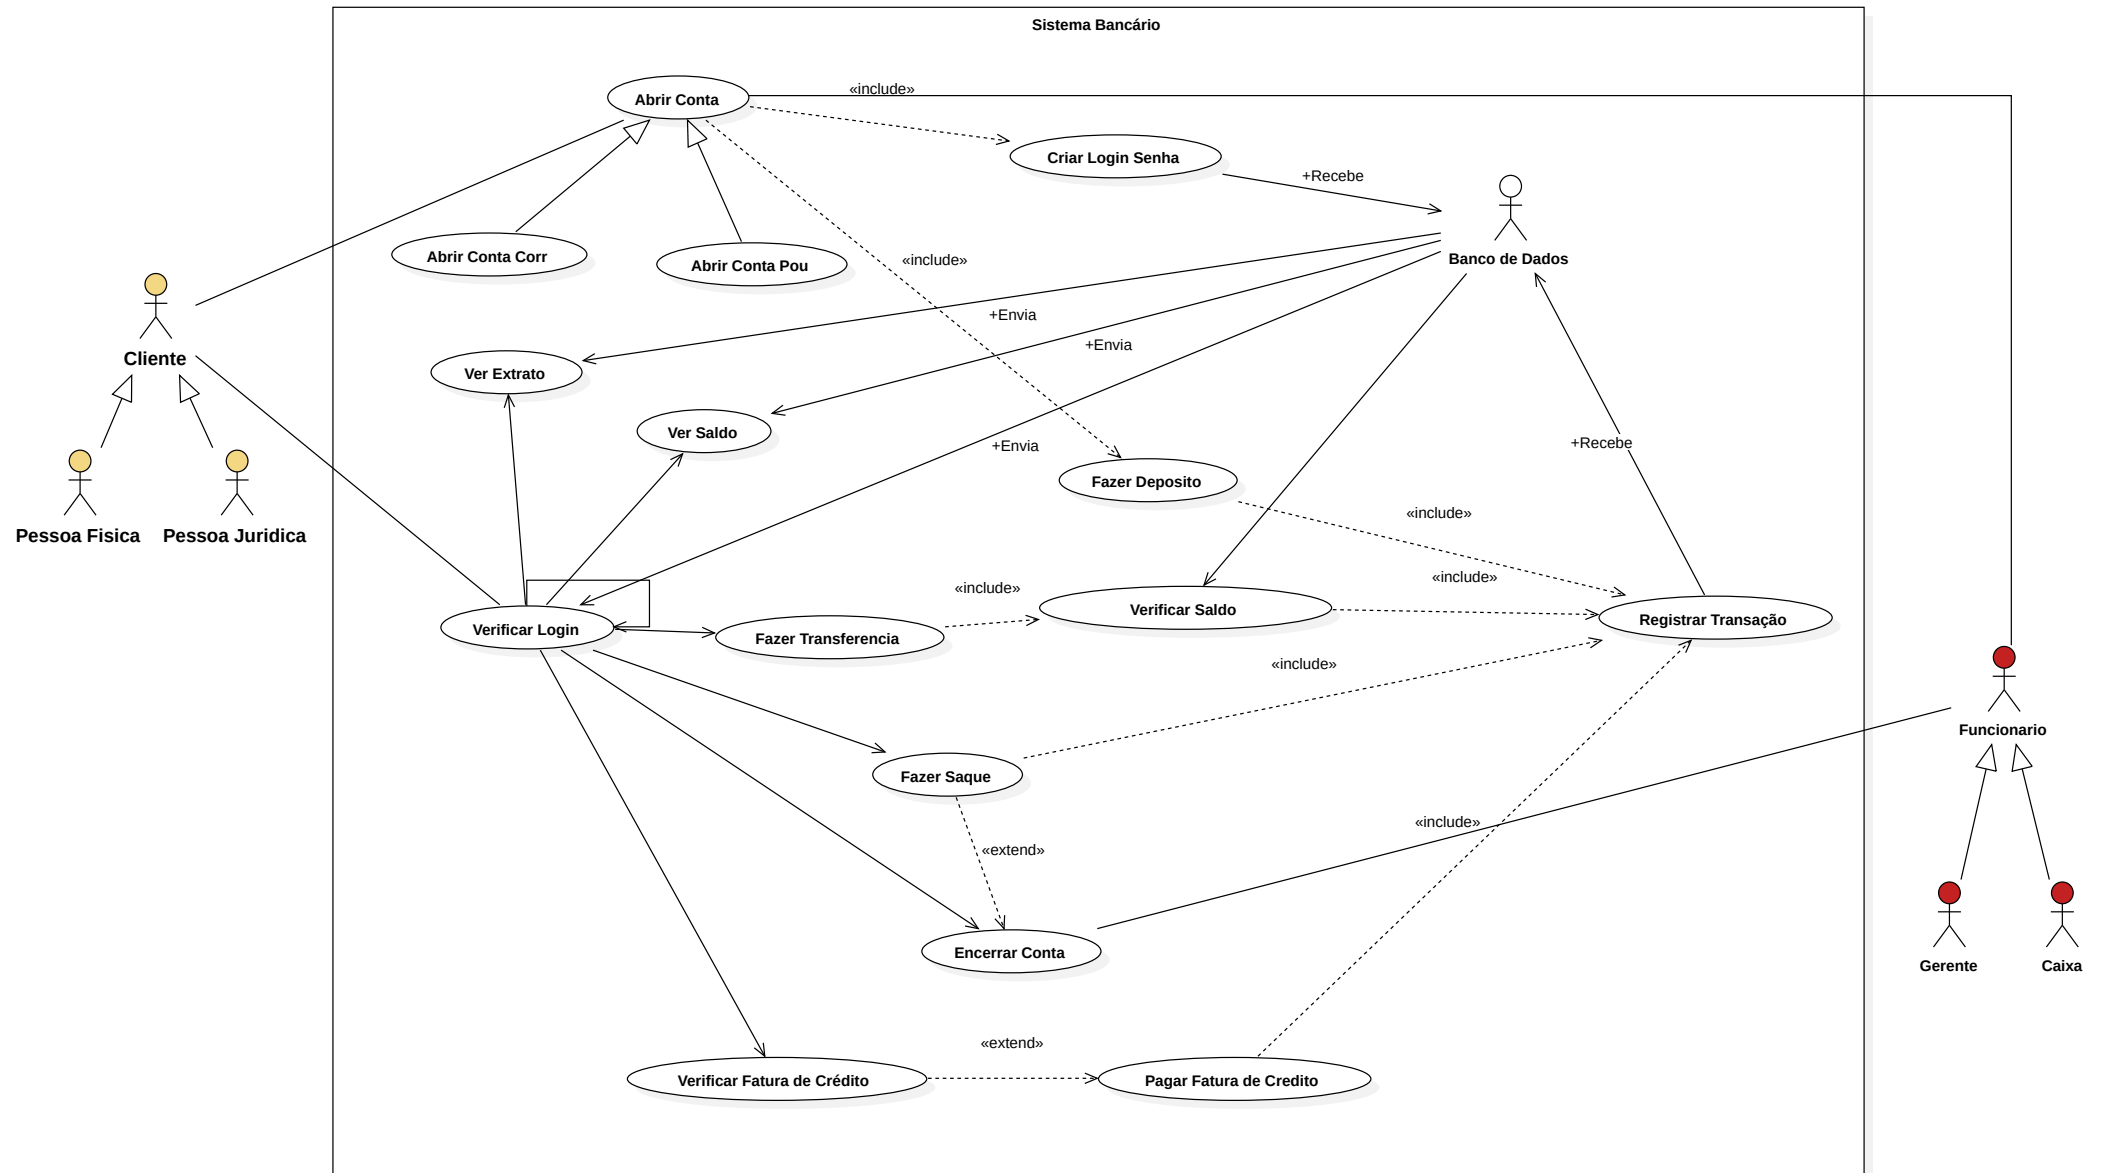 Sistema Bancário
«include»
Abrir Conta
Criar Login Senha
+Recebe
Abrir Conta Corr
Abrir Conta Pou
«include»
Banco de Dados
+Envia
+Envia
Cliente
Ver Extrato
Ver Saldo
+Envia
+Recebe
Fazer Deposito
«include»
Pessoa Fisica
Pessoa Juridica
«include»
«include»
Verificar Login
Fazer Transferencia
Verificar Saldo
Registrar Transação
«include»
Funcionario
Fazer Saque
«include»
«extend»
Encerrar Conta
Gerente
Caixa
«extend»
Verificar Fatura de Crédito
Pagar Fatura de Credito